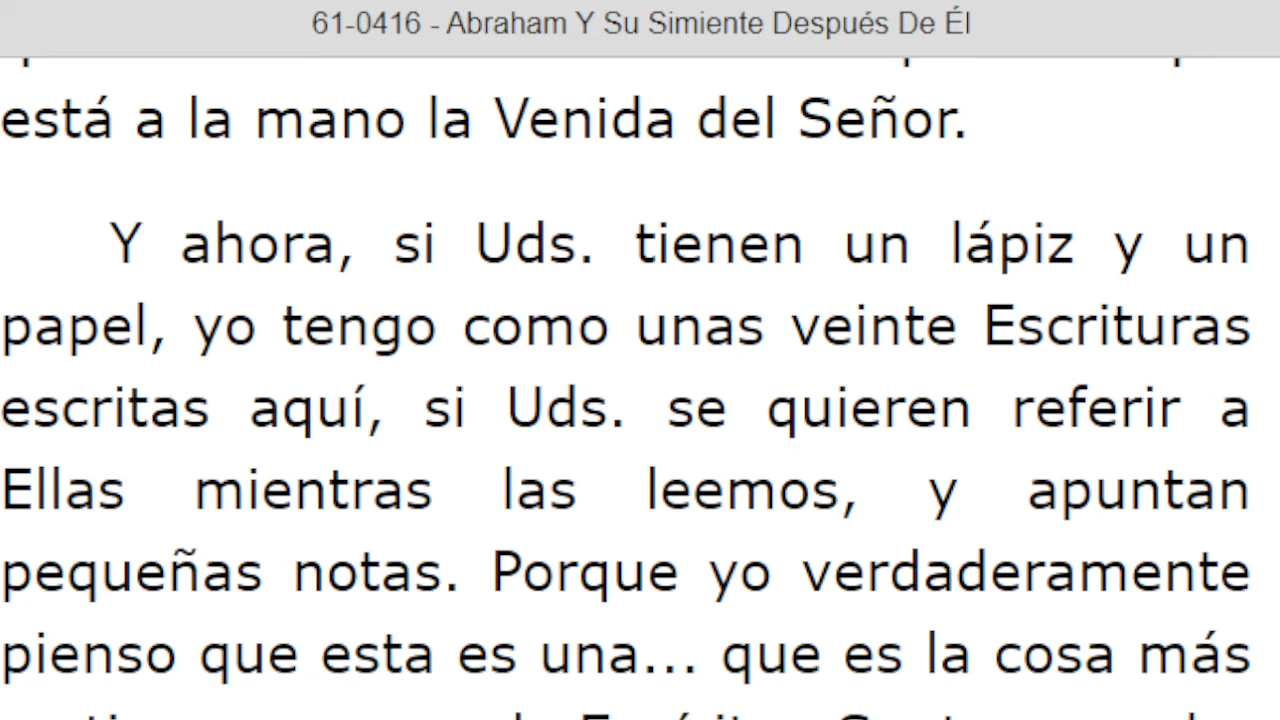 61-0416 - Abraham Y Su Simiente Después De Él
está a la mano la Venida del Señor.
Y ahora, si Uds. tienen un lápiz y un
papel, yo tengo como unas veinte Escrituras
escritas aquí, si Uds. se quieren referir a
Ellas mientras las leemos, y apuntan
pequeñas notas. Porque yo verdaderamente
pienso que esta es una... que es la cosa más